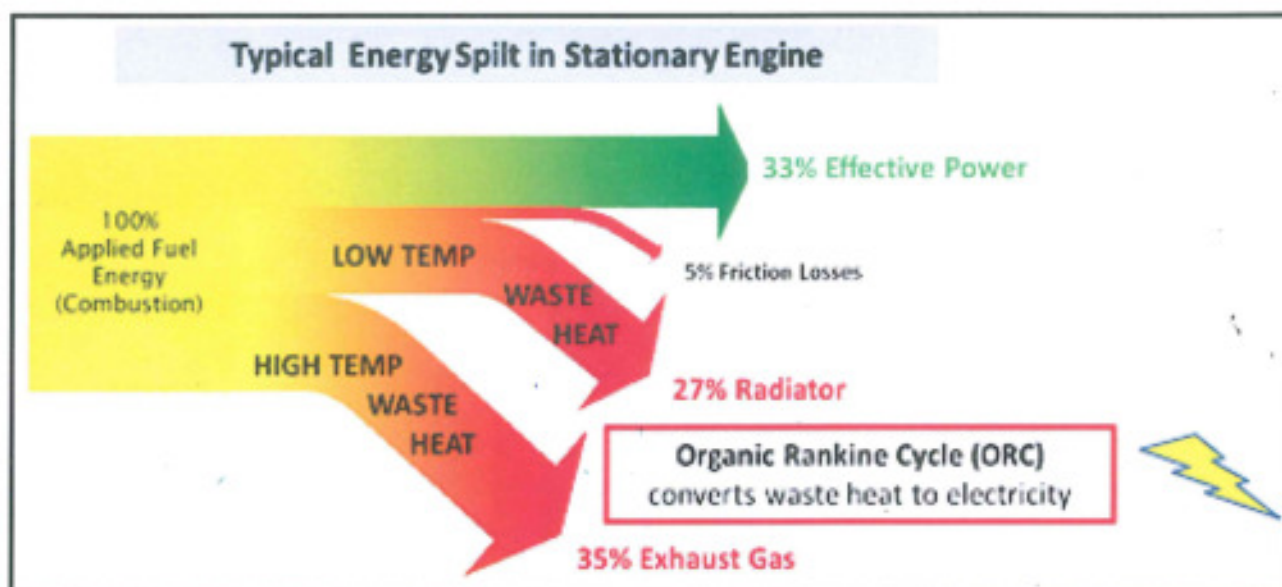 Typical Energy Spilt in Stationary Engine
33% Effective Power
100%
Applied Fuel
Energy
(Combustion)
LOW TEMP
WASTE
HEAT
5% Friction Losses
HIGH TEMP
WASTE
HEAT
27% Radiator
Organic Rankine Cycle (ORC)
converts waste heat to electricity
35% Exhaust Gas